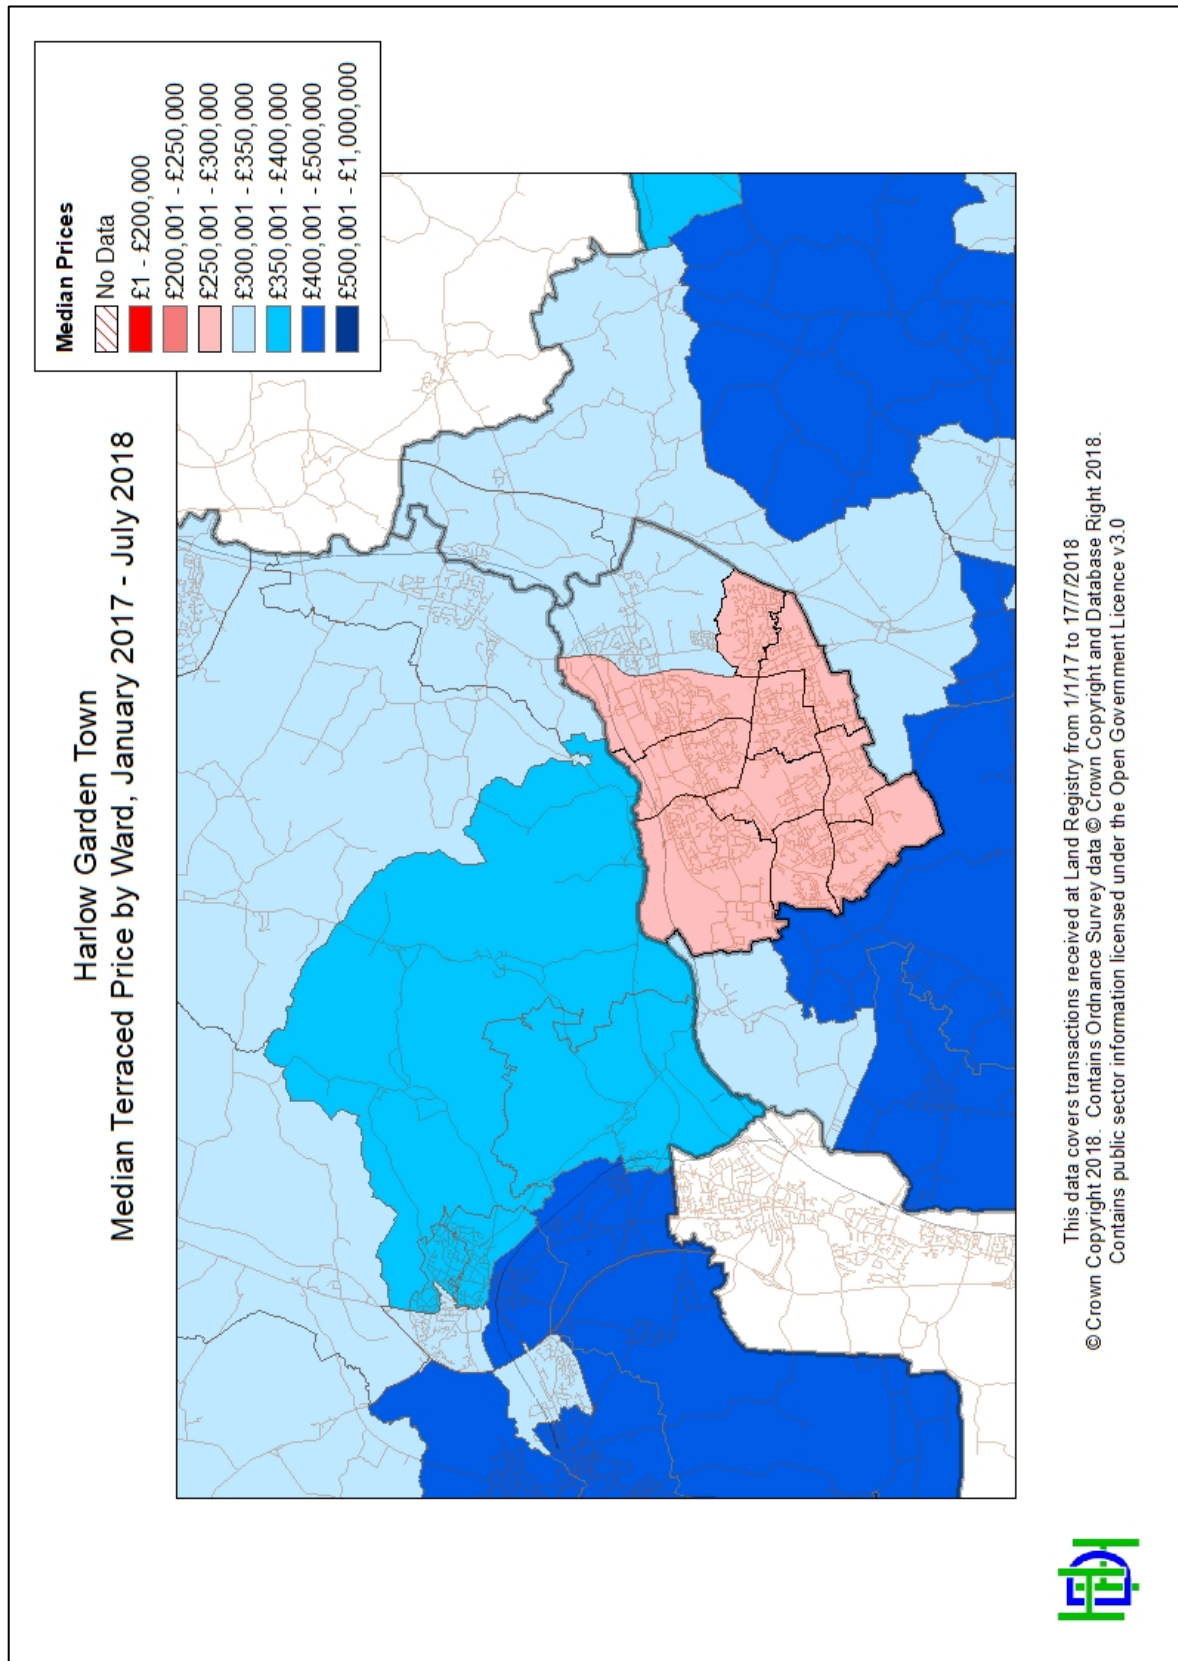 Harlow Garden Town
Median Terraced Price by Ward, January 2017 - July 2018
Median Prices
No Data
£1 - £200,000
£200,001 - £250,000
£250,001 - £300,000
£300,001 - £350,000
£350,001 - £400,000
£400,001 - £500,000
£500,001 - £1,000,000
This data covers transactions received at Land Registry from 1/1/17 to 17/7/2018
© Crown Copyright 2018. Contains Ordnance Survey data © Crown Copyright and Database Right 2018.
Contains public sector information licensed under the Open Government Licence v3.0
HDH